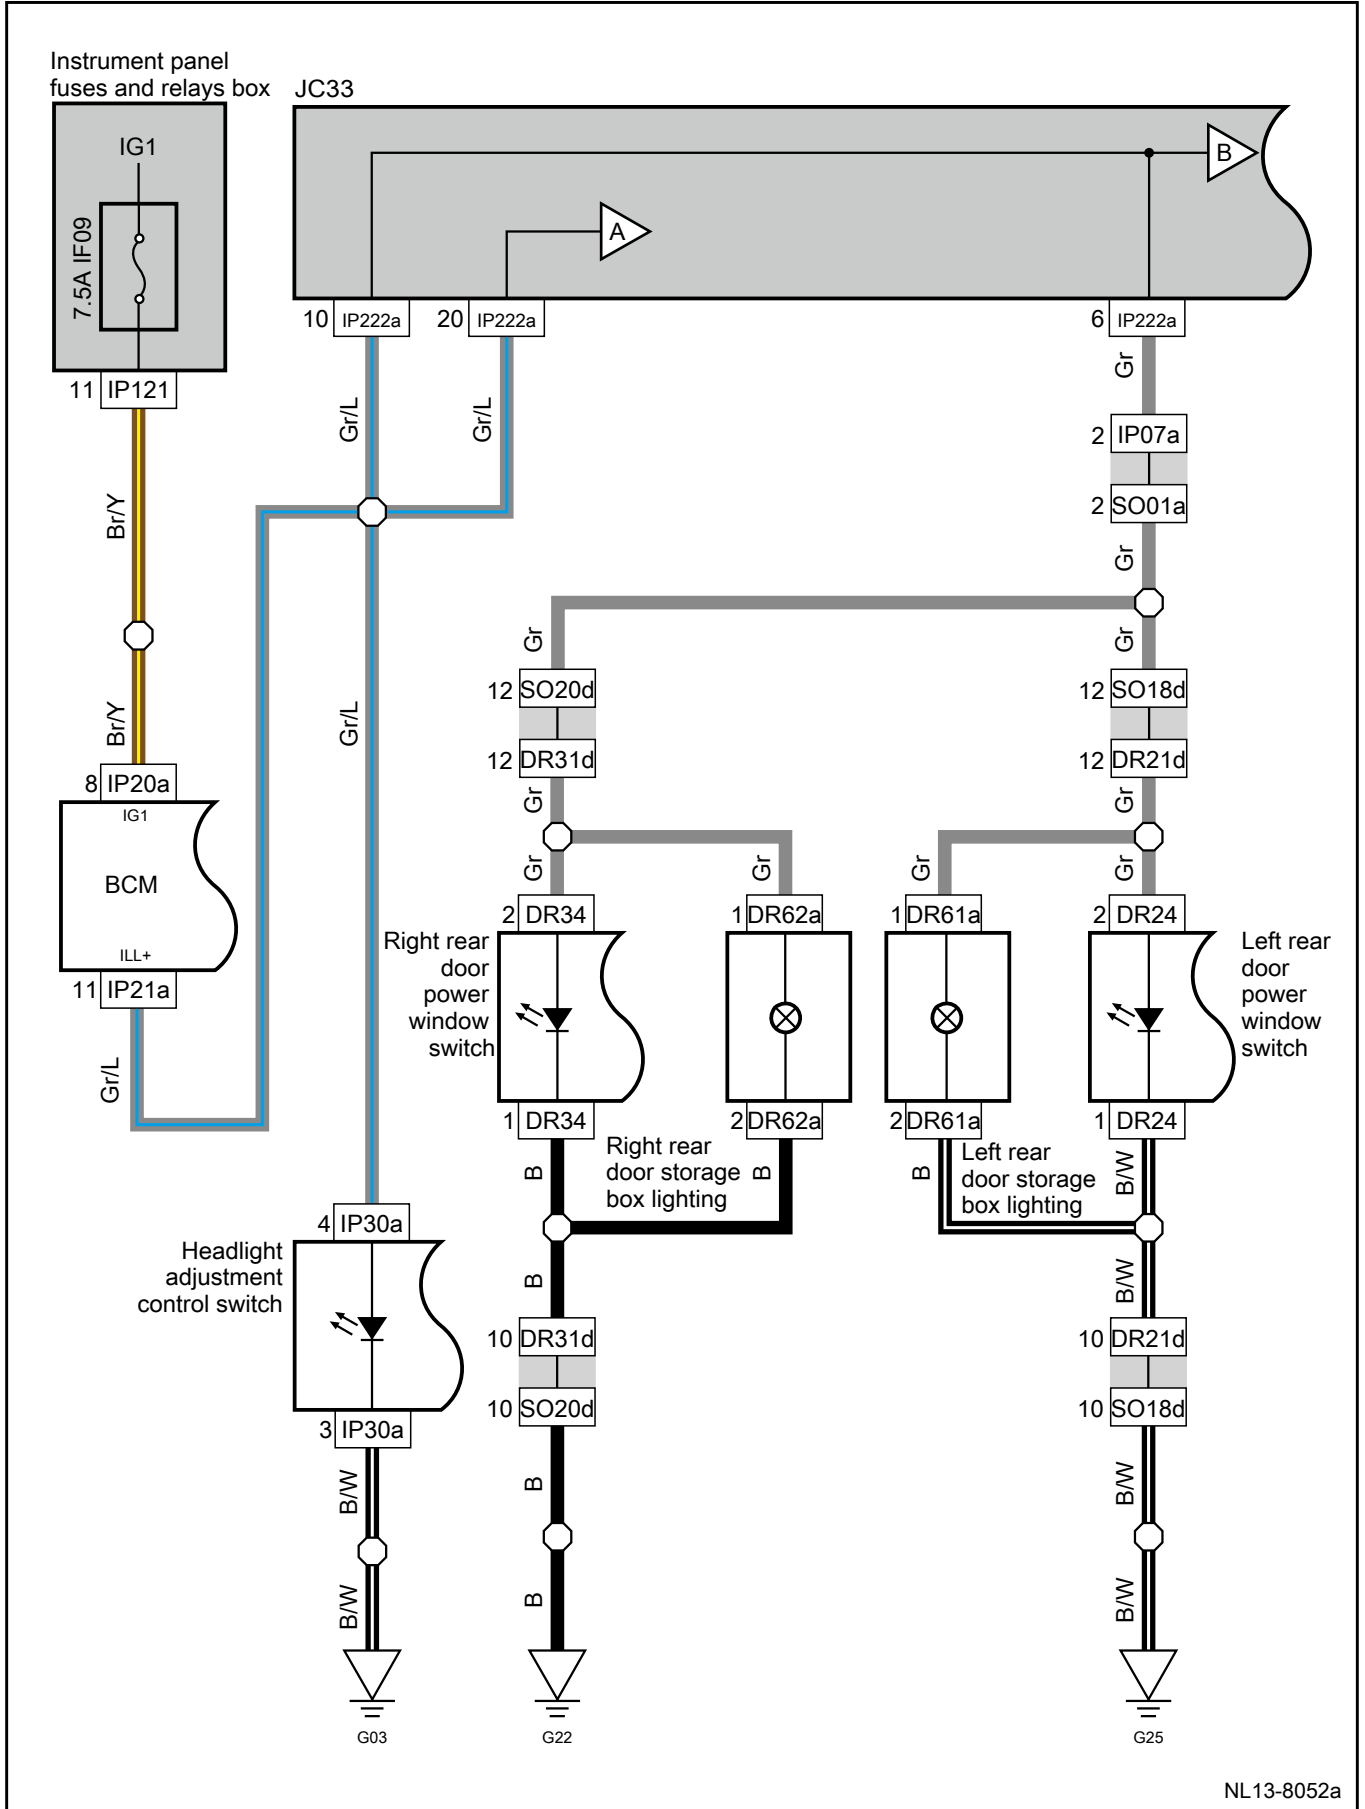 Instrument panel
fuses and relays box
JC33
IG1
7.5A IF09
B
A
10 IP222a
20 IP222a
6 IP222a
11 IP121
Gr/L
Gr/L
Gr
2 IP07a
2 SO01a
Br/Y
Gr
Gr
Gr
12 SO20d
12 SO18d
Gr/L
Br/Y
12 DR31d
12 DR21d
8 IP20a
IG1
BCM
ILL+
11 IP21a
Gr
Gr
Gr
Gr
Gr
Gr
2 DR34
1 DR62a
1 DR61a
2 DR24
Right rear
door
power
window
switch
Left rear
door
power
window
switch
Gr/L
1 DR34
2 DR62a
2 DR61a
1 DR24
B
Right rear
door storage
box lighting
B
B
Left rear
door storage
box lighting
B/W
4 IP30a
Headlight
adjustment
control switch
B
B/W
10 DR31d
10 DR21d
10 SO20d
10 SO18d
3 IP30a
B/W
B
B/W
B/W
B
B/W
G03
G22
G25
NL13-8052a